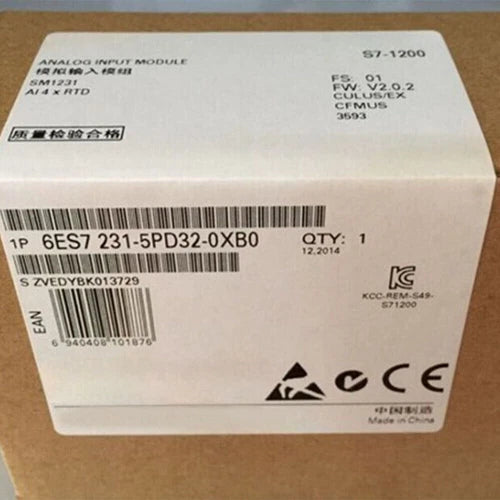 ANALOG INPUT MODULE
模拟输入模组
SM1231
AI 4 x RTD
质量检验合格
S7-1200
FS: 01
FW: V2.0.2
CULUS/EX
CFMUS
3593
1P 6ES7 231-5PD32-0XB0
QTY: 1
12,2014
S ZVEDYBK013729
EAN
6 940408 101876
KCC-REM-S49-
S71200
CE
中国制造
Made in China